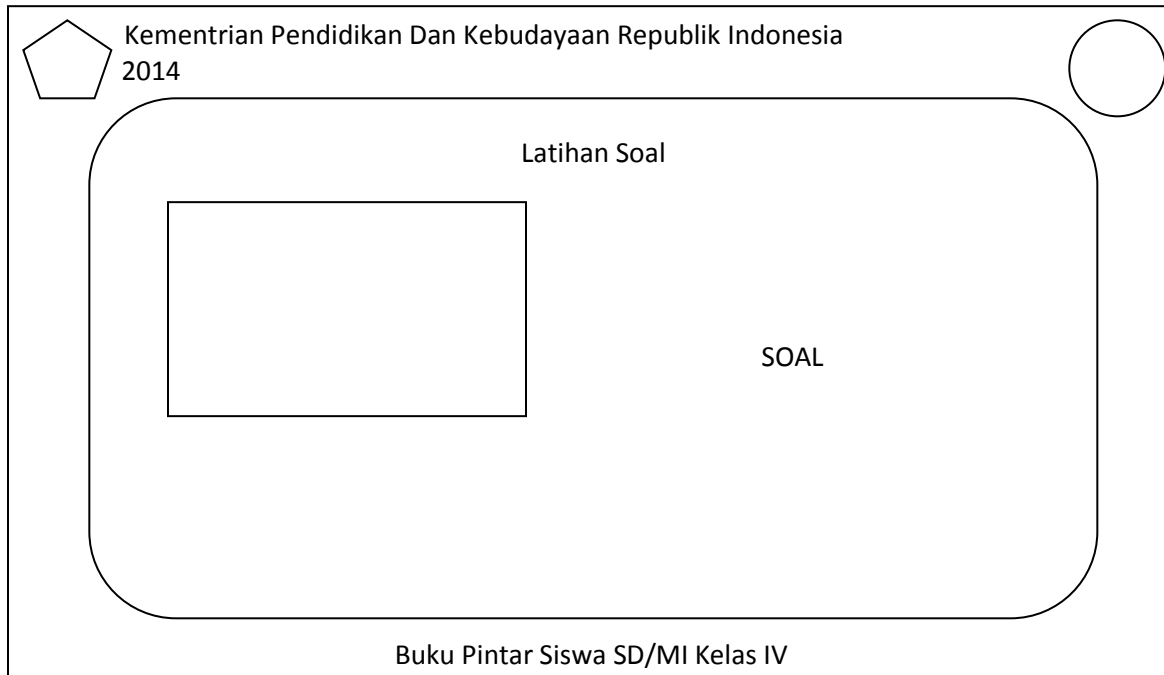 Kementrian Pendidikan Dan Kebudayaan Republik Indonesia
2014
Latihan Soal
SOAL
Buku Pintar Siswa SD/MI Kelas IV